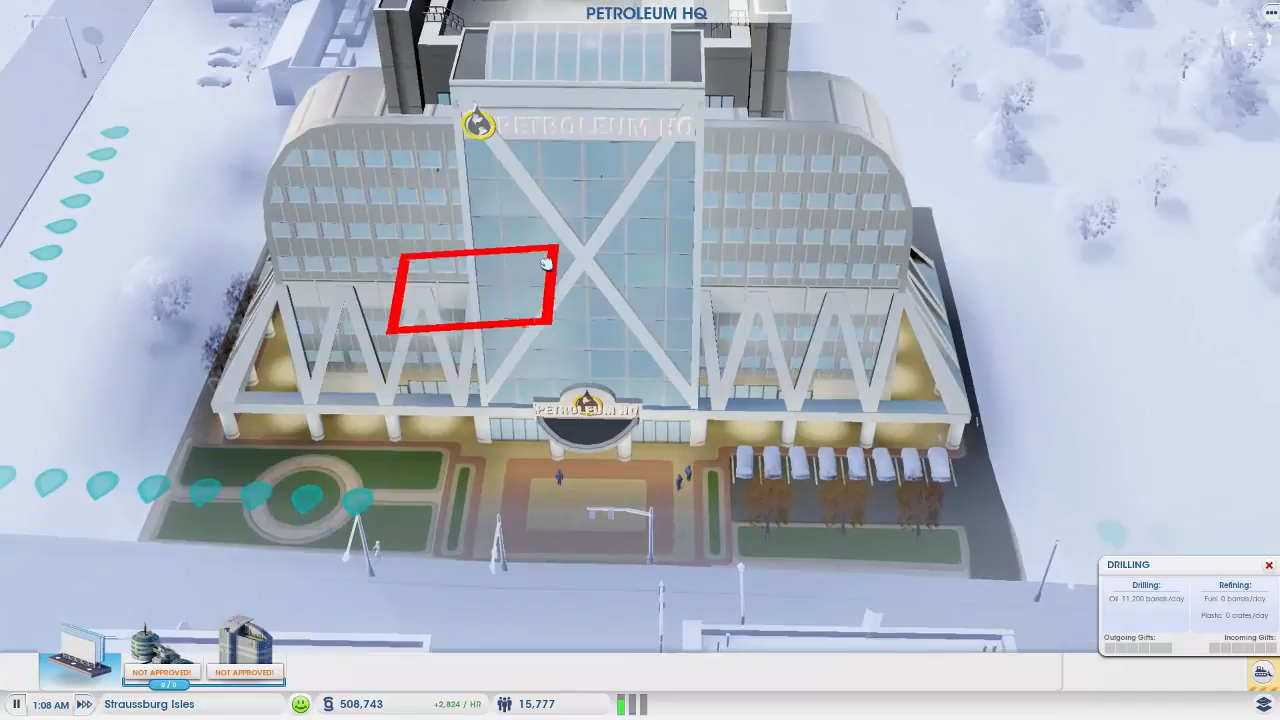 PETROLEUM HQ
PETROLEUM HQ
PETROLEUM HQ
DRILLING
Drilling:
Refining:
Oil 11,200 barrels/day
Fuel 0 barrels/day
Plastic 0 crates/day
Outgoing Gifts:
Incoming Gifts:
NOT APPROVED!
NOT APPROVED!
0 / 0
1:08 AM
Straussburg Isles
508,743
+2,824 / HR
15,777